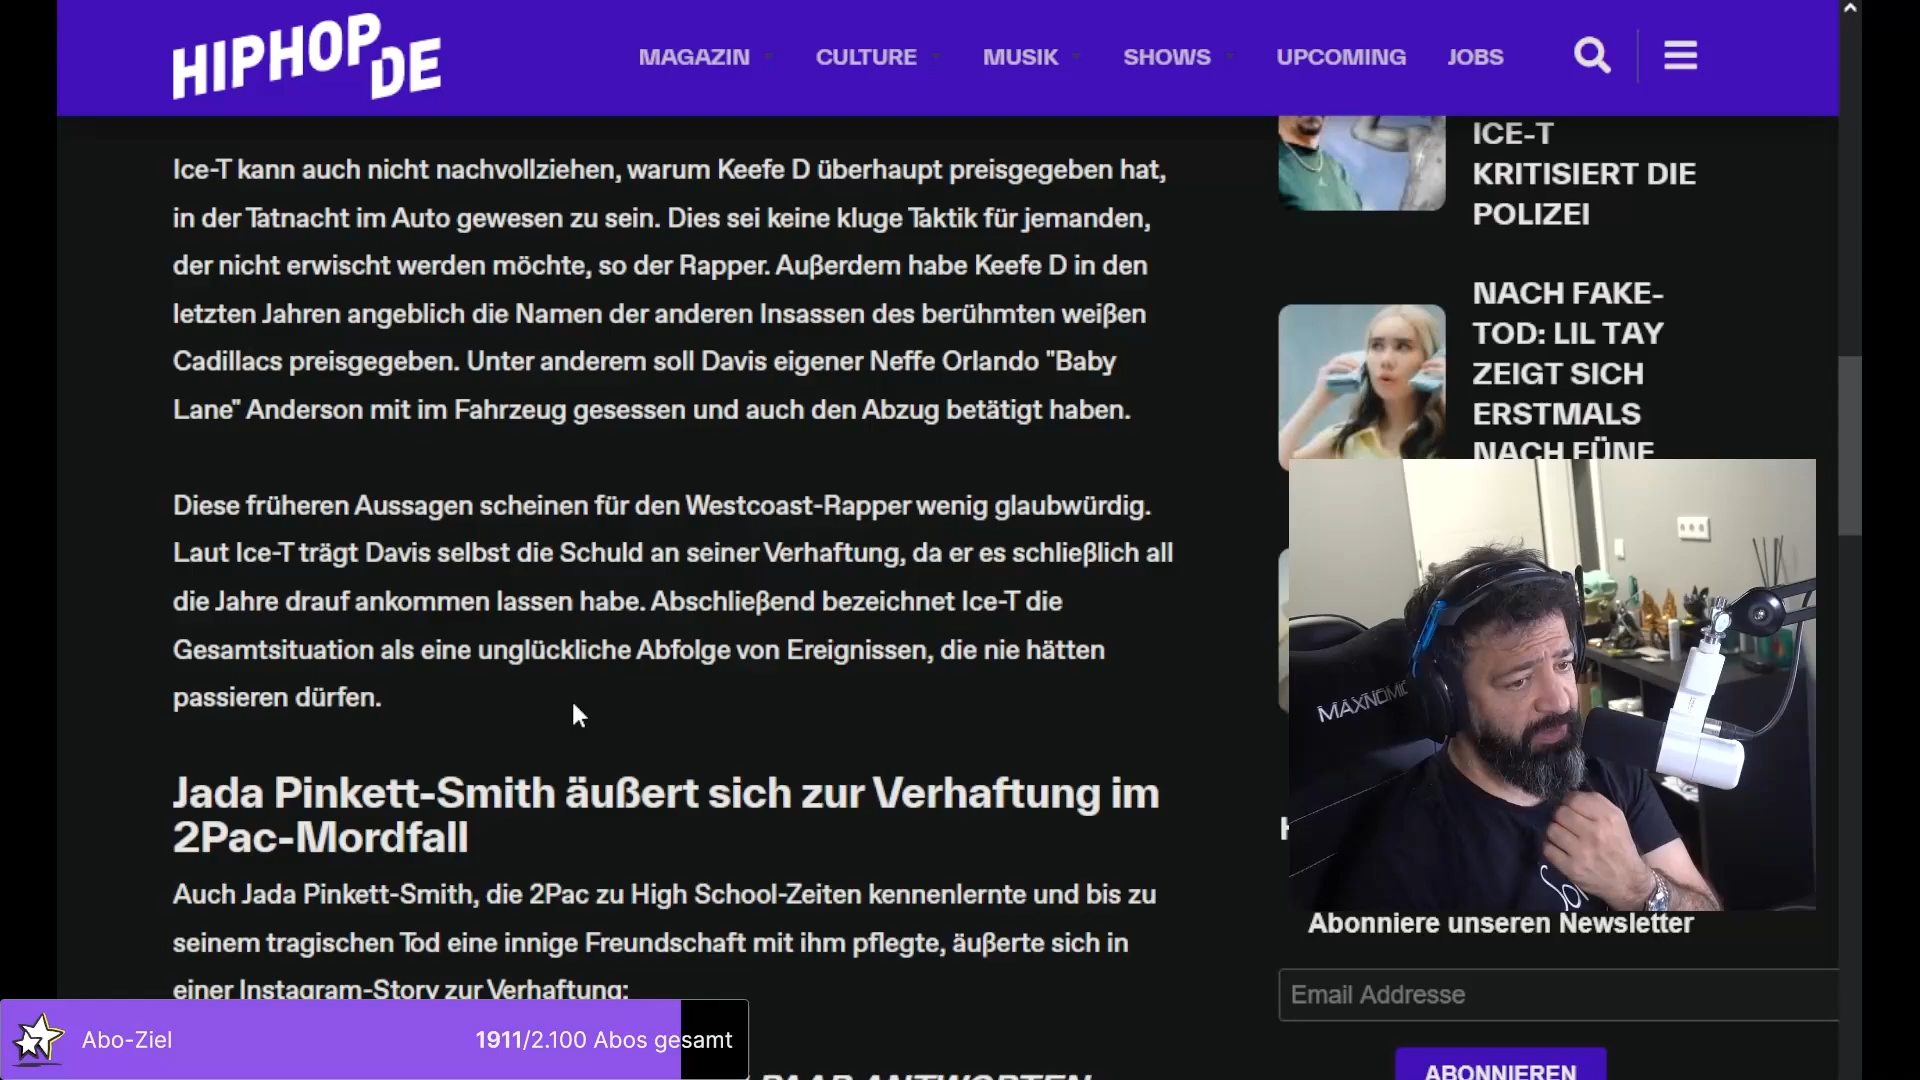 HIPHOP.DE
MAGAZIN CULTURE MUSIK SHOWS UPCOMING JOBS
Ice-T kann auch nicht nachvollziehen, warum Keefe D überhaupt preisgegeben hat,
in der Tatnacht im Auto gewesen zu sein. Dies sei keine kluge Taktik für jemanden,
der nicht erwischt werden möchte, so der Rapper. Außerdem habe Keefe D in den
letzten Jahren angeblich die Namen der anderen Insassen des berühmten weißen
Cadillacs preisgegeben. Unter anderem soll Davis eigener Neffe Orlando "Baby
Lane" Anderson mit im Fahrzeug gesessen und auch den Abzug betätigt haben.
Diese früheren Aussagen scheinen für den Westcoast-Rapper wenig glaubwürdig.
Laut Ice-T trägt Davis selbst die Schuld an seiner Verhaftung, da er es schließlich all
die Jahre drauf ankommen lassen habe. Abschließend bezeichnet Ice-T die
Gesamtsituation als eine unglückliche Abfolge von Ereignissen, die nie hätten
passieren dürfen.
Jada Pinkett-Smith äußert sich zur Verhaftung im
2Pac-Mordfall
Auch Jada Pinkett-Smith, die 2Pac zu High School-Zeiten kennenlernte und bis zu
seinem tragischen Tod eine innige Freundschaft mit ihm pflegte, äußerte sich in
einer Instagram-Story zur Verhaftung:
PAAR ANTWORTEN
ICE-T
KRITISIERT DIE
POLIZEI
NACH FAKE-
TOD: LIL TAY
ZEIGT SICH
ERSTMALS
NACH FÜNF
MAXNOMIC
Abonniere unseren Newsletter
Email Addresse
ABONNIEREN
Abo-Ziel 1911/2.100 Abos gesamt